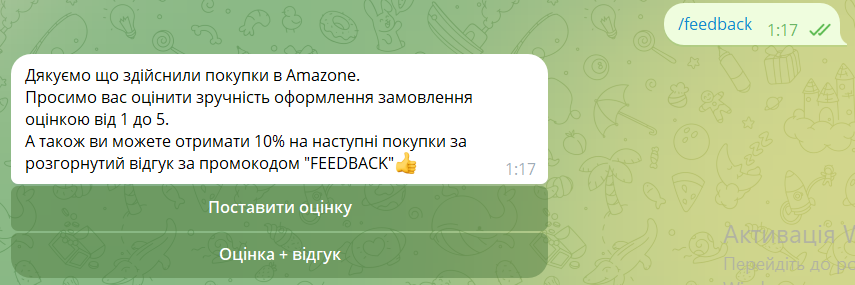 /feedback
1:17
Дякуємо що здійснили покупки в Amazone.
Просимо вас оцінити зручність оформлення замовлення
оцінкою від 1 до 5.
А також ви можете отримати 10% на наступні покупки за
розгорнутий відгук за промокодом "FEEDBACK"👍
1:17
Поставити оцінку
Оцінка + відгук
Активація W
Перейдіть до